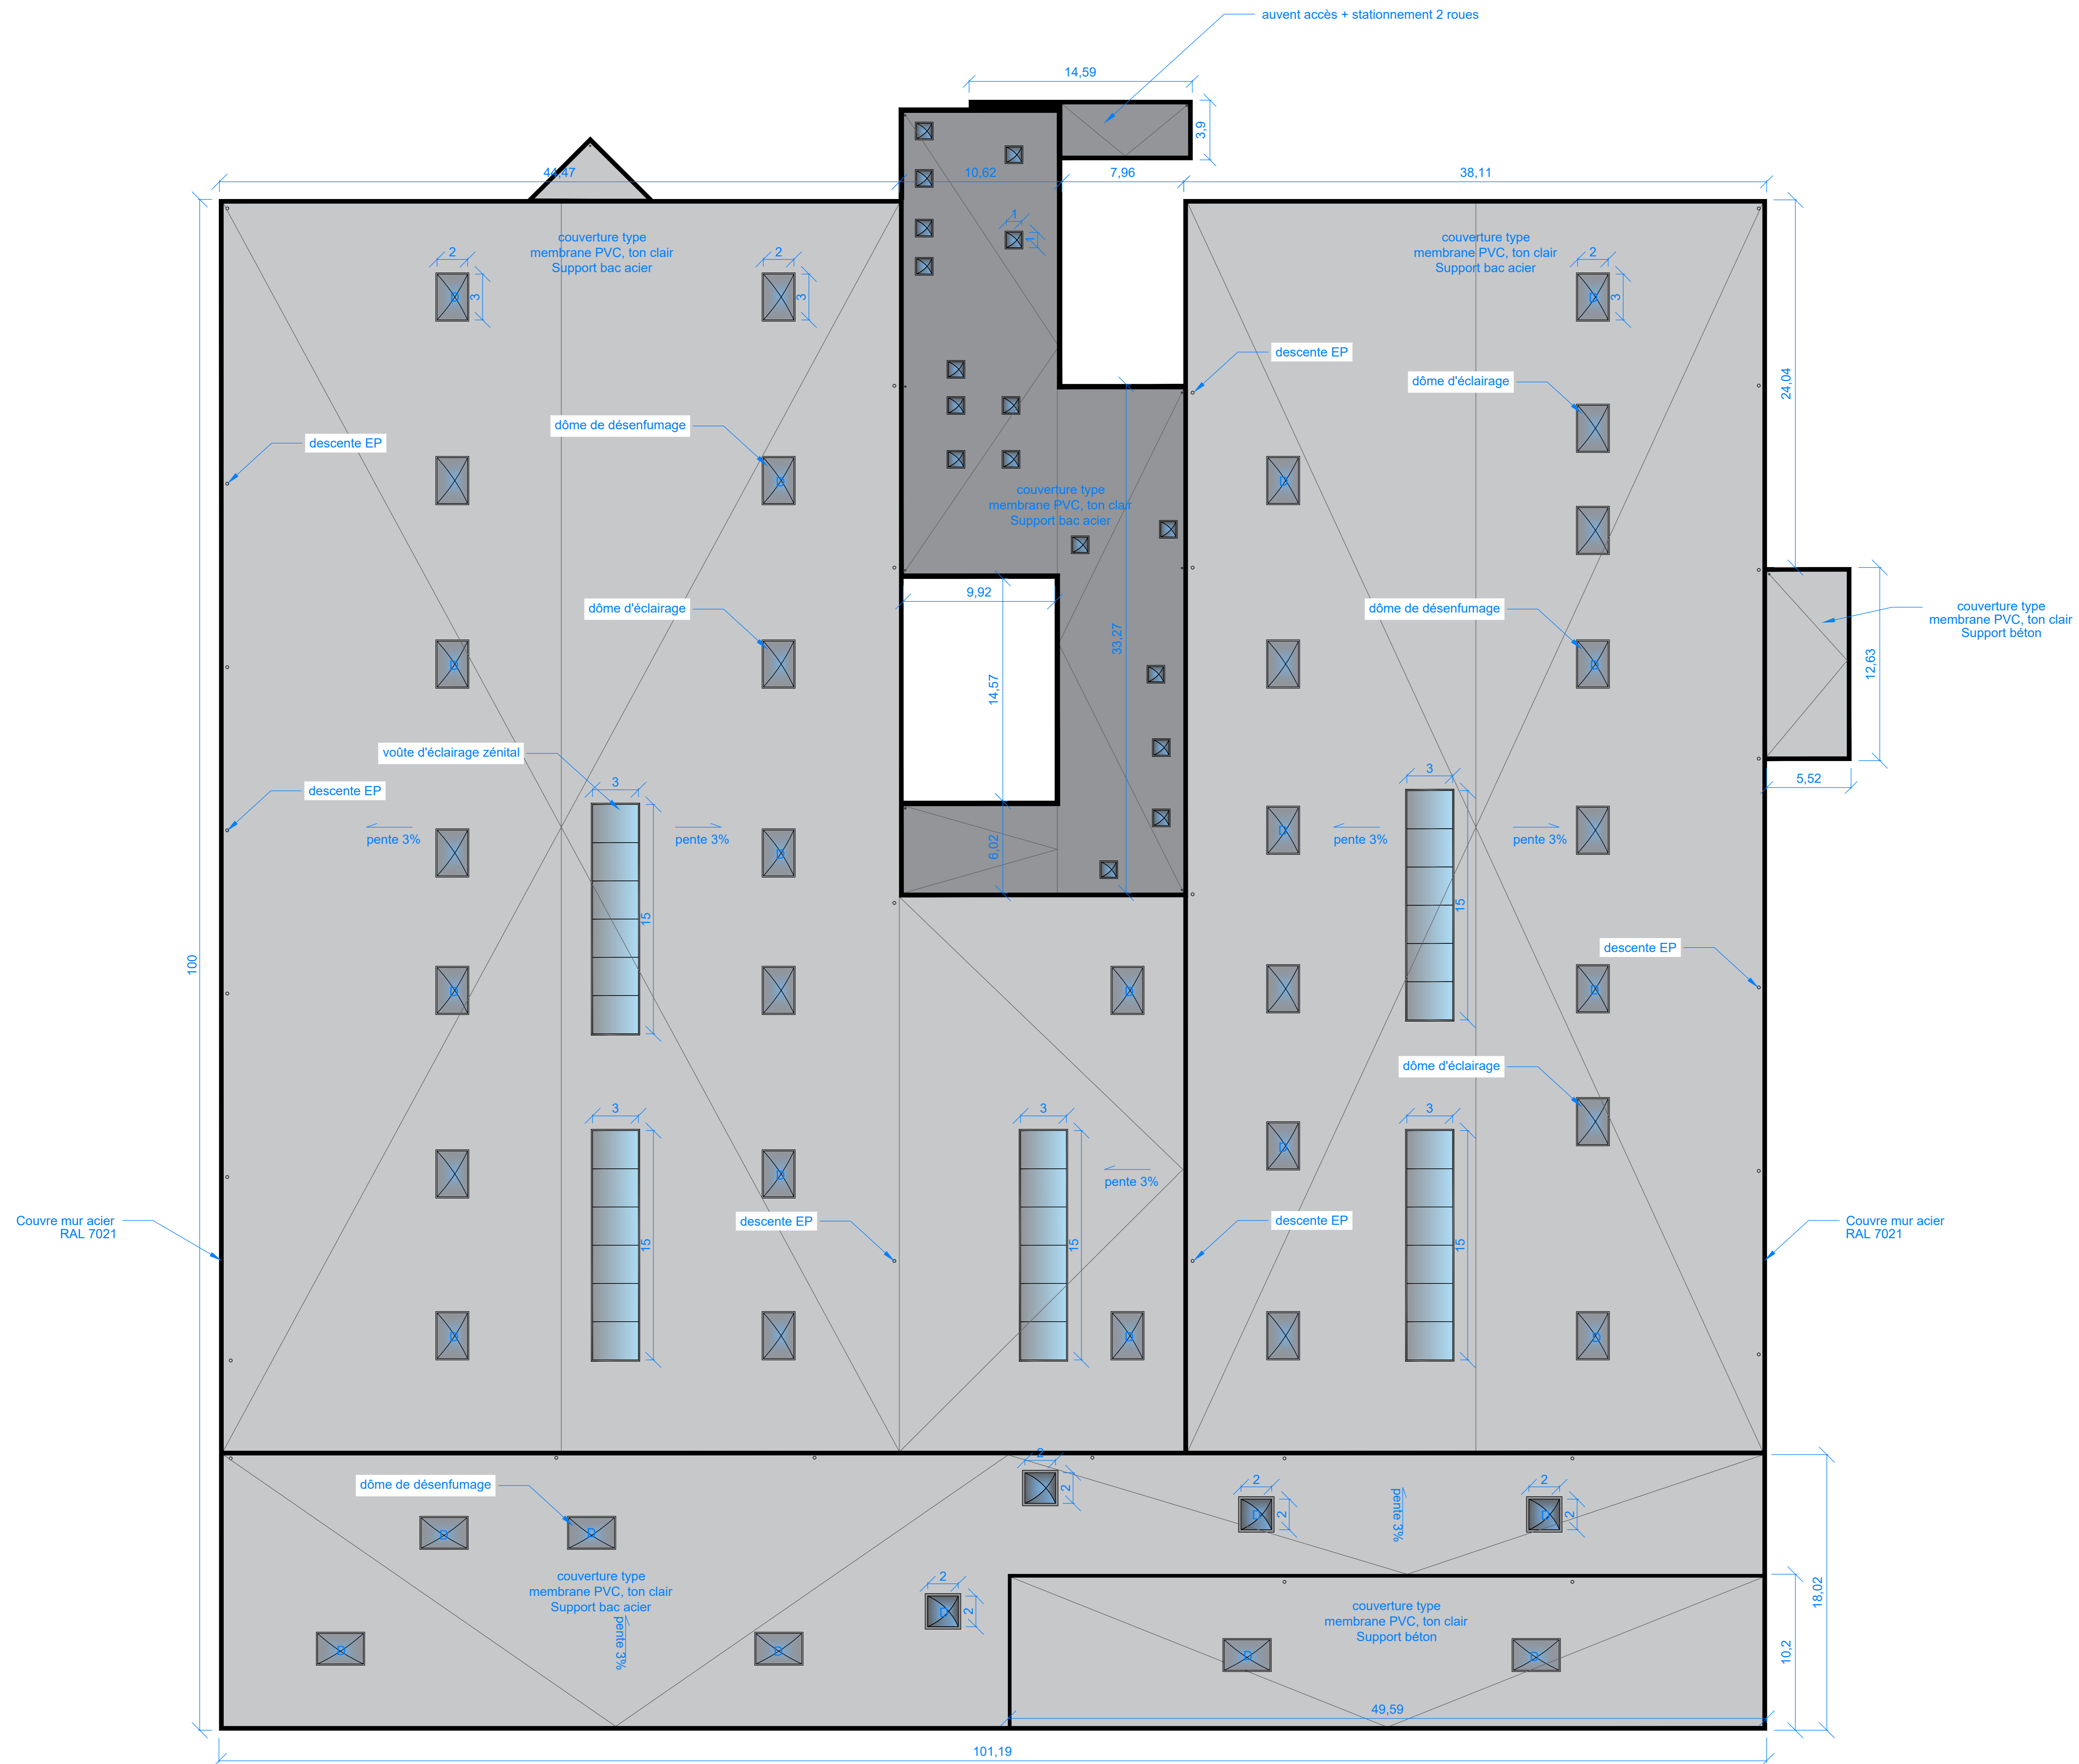 auvent accès + stationnement 2 roues
14,59
3,9
44,47
10,62
7,96
38,11
1
1
couverture type
membrane PVC, ton clair
Support bac acier
couverture type
membrane PVC, ton clair
Support bac acier
2
2
2
D
3
3
D
3
descente EP
dôme d'éclairage
24,04
dôme de désenfumage
descente EP
D
D
couverture type
membrane PVC, ton clair
Support bac acier
9,92
dôme d'éclairage
dôme de désenfumage
couverture type
membrane PVC, ton clair
Support béton
33,27
D
D
12,63
14,57
voûte d'éclairage zénital
3
3
5,52
descente EP
pente 3%
pente 3%
D
pente 3%
pente 3%
6,02
D
15
15
descente EP
100
D
D
D
dôme d'éclairage
3
3
3
D
D
pente 3%
Couvre mur acier
RAL 7021
descente EP
descente EP
Couvre mur acier
RAL 7021
15
15
15
D
D
D
2
dôme de désenfumage
2
2
2
pente 3%
D
2
D
2
D
D
couverture type
membrane PVC, ton clair
Support bac acier
2
18,02
D
2
couverture type
membrane PVC, ton clair
Support béton
pente 3%
D
D
D
D
10,2
49,59
101,19